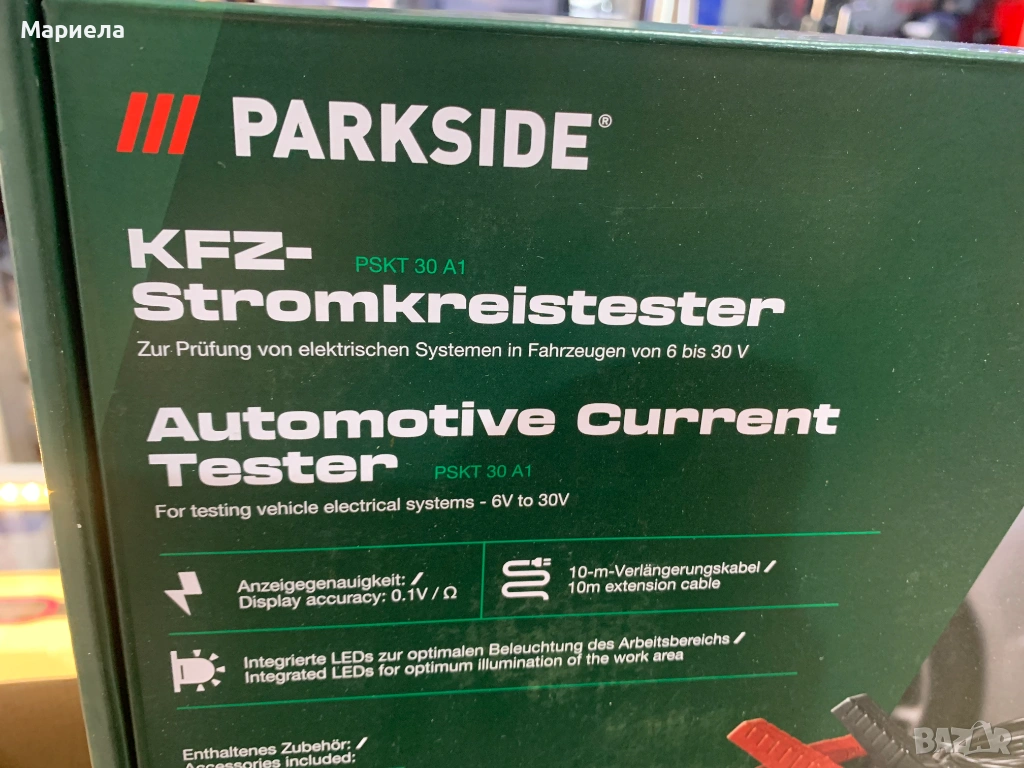 Мариела
PARKSIDE®
KFZ-
PSKT 30 A1
Stromkreistester
Zur Prüfung von elektrischen Systemen in Fahrzeugen von 6 bis 30 V
Automotive Current
Tester
PSKT 30 A1
For testing vehicle electrical systems - 6V to 30V
Anzeigegenauigkeit: /
Display accuracy: 0.1V / Ω
10-m-Verlängerungskabel /
10m extension cable
Integrierte LEDs zur optimalen Beleuchtung des Arbeitsbereichs /
Integrated LEDs for optimum illumination of the work area
Enthaltenes Zubehör: /
Accessories included:
BAZAR